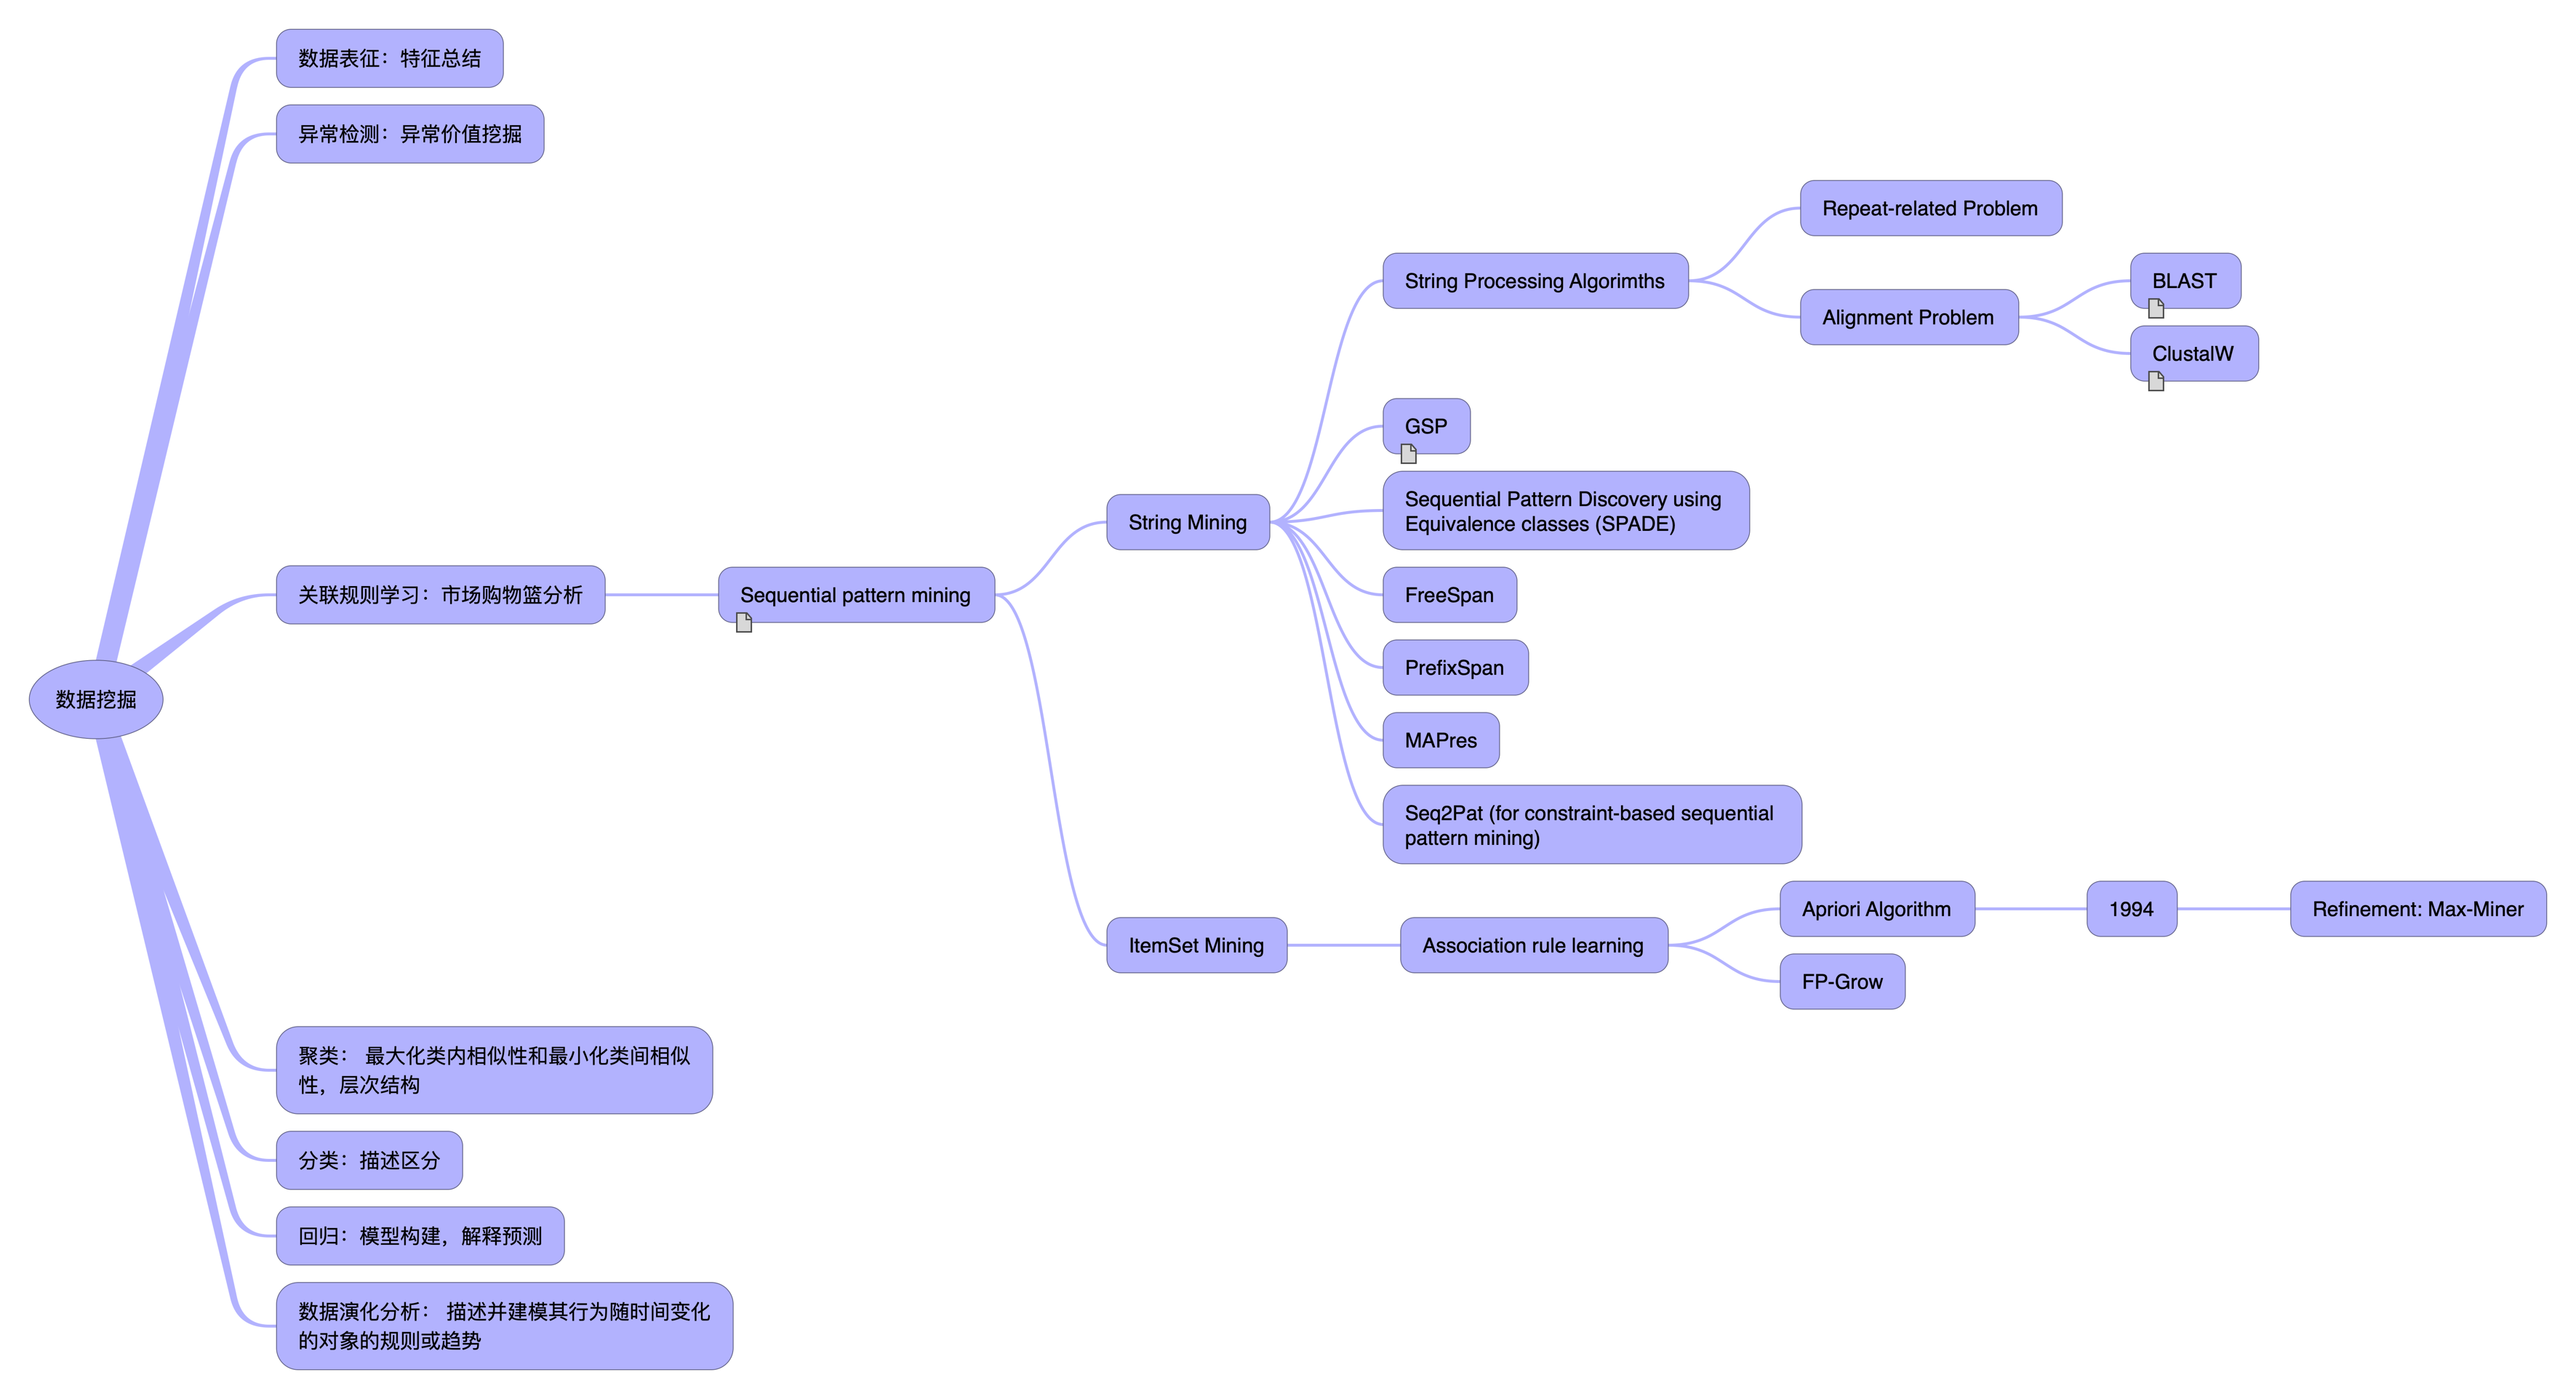 数据表征：特征总结
异常检测：异常价值挖掘
Repeat-related Problem
String Processing Algorimths
BLAST
Alignment Problem
ClustalW
GSP
Sequential Pattern Discovery using
Equivalence classes (SPADE)
String Mining
关联规则学习：市场购物篮分析
Sequential pattern mining
FreeSpan
PrefixSpan
数据挖掘
MAPres
Seq2Pat (for constraint-based sequential
pattern mining)
Apriori Algorithm
1994
Refinement: Max-Miner
ItemSet Mining
Association rule learning
FP-Grow
聚类： 最大化类内相似性和最小化类间相似
性，层次结构
分类：描述区分
回归：模型构建，解释预测
数据演化分析： 描述并建模其行为随时间变化
的对象的规则或趋势